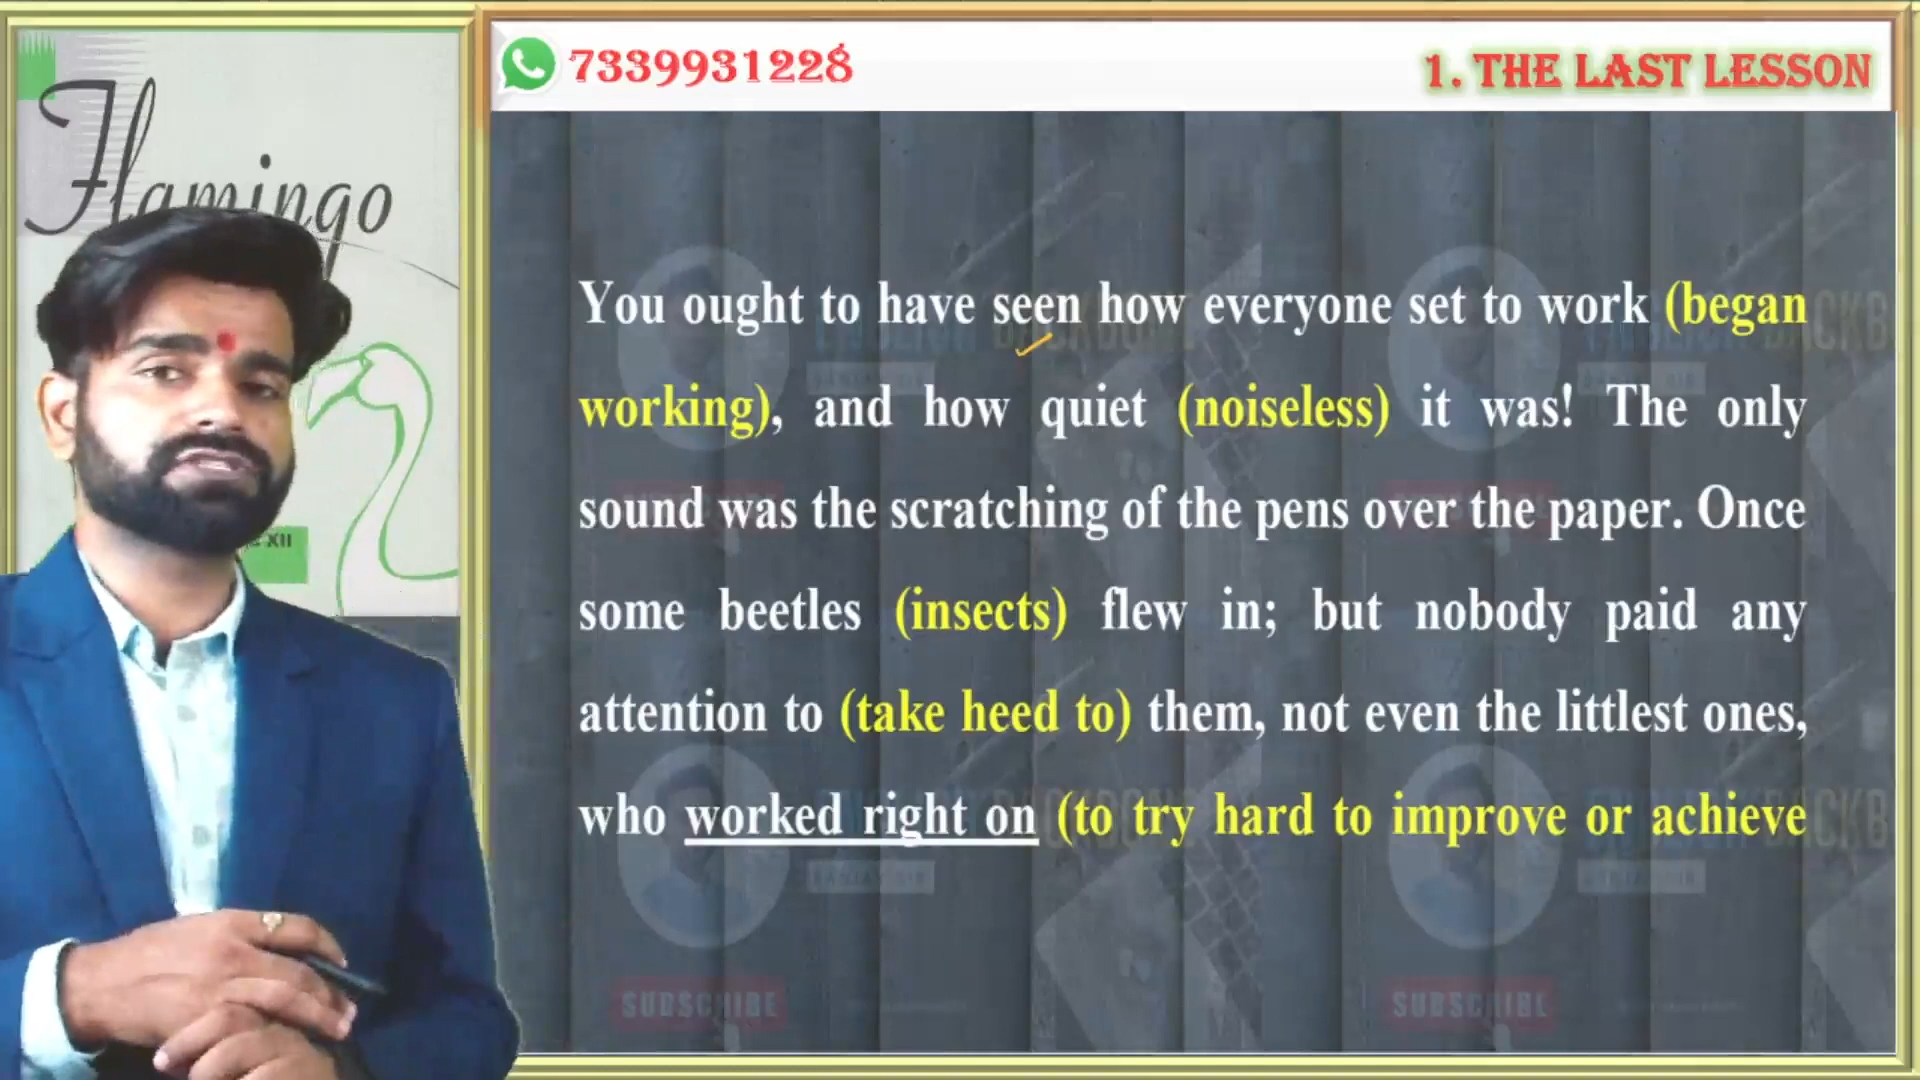 Flamingo
XII
7339931228
1. THE LAST LESSON
You ought to have seen how everyone set to work (began
working), and how quiet (noiseless) it was! The only
sound was the scratching of the pens over the paper. Once
some beetles (insects) flew in; but nobody paid any
attention to (take heed to) them, not even the littlest ones,
who worked right on (to try hard to improve or achieve
SUBSCRIBE
SUBSCRIBE